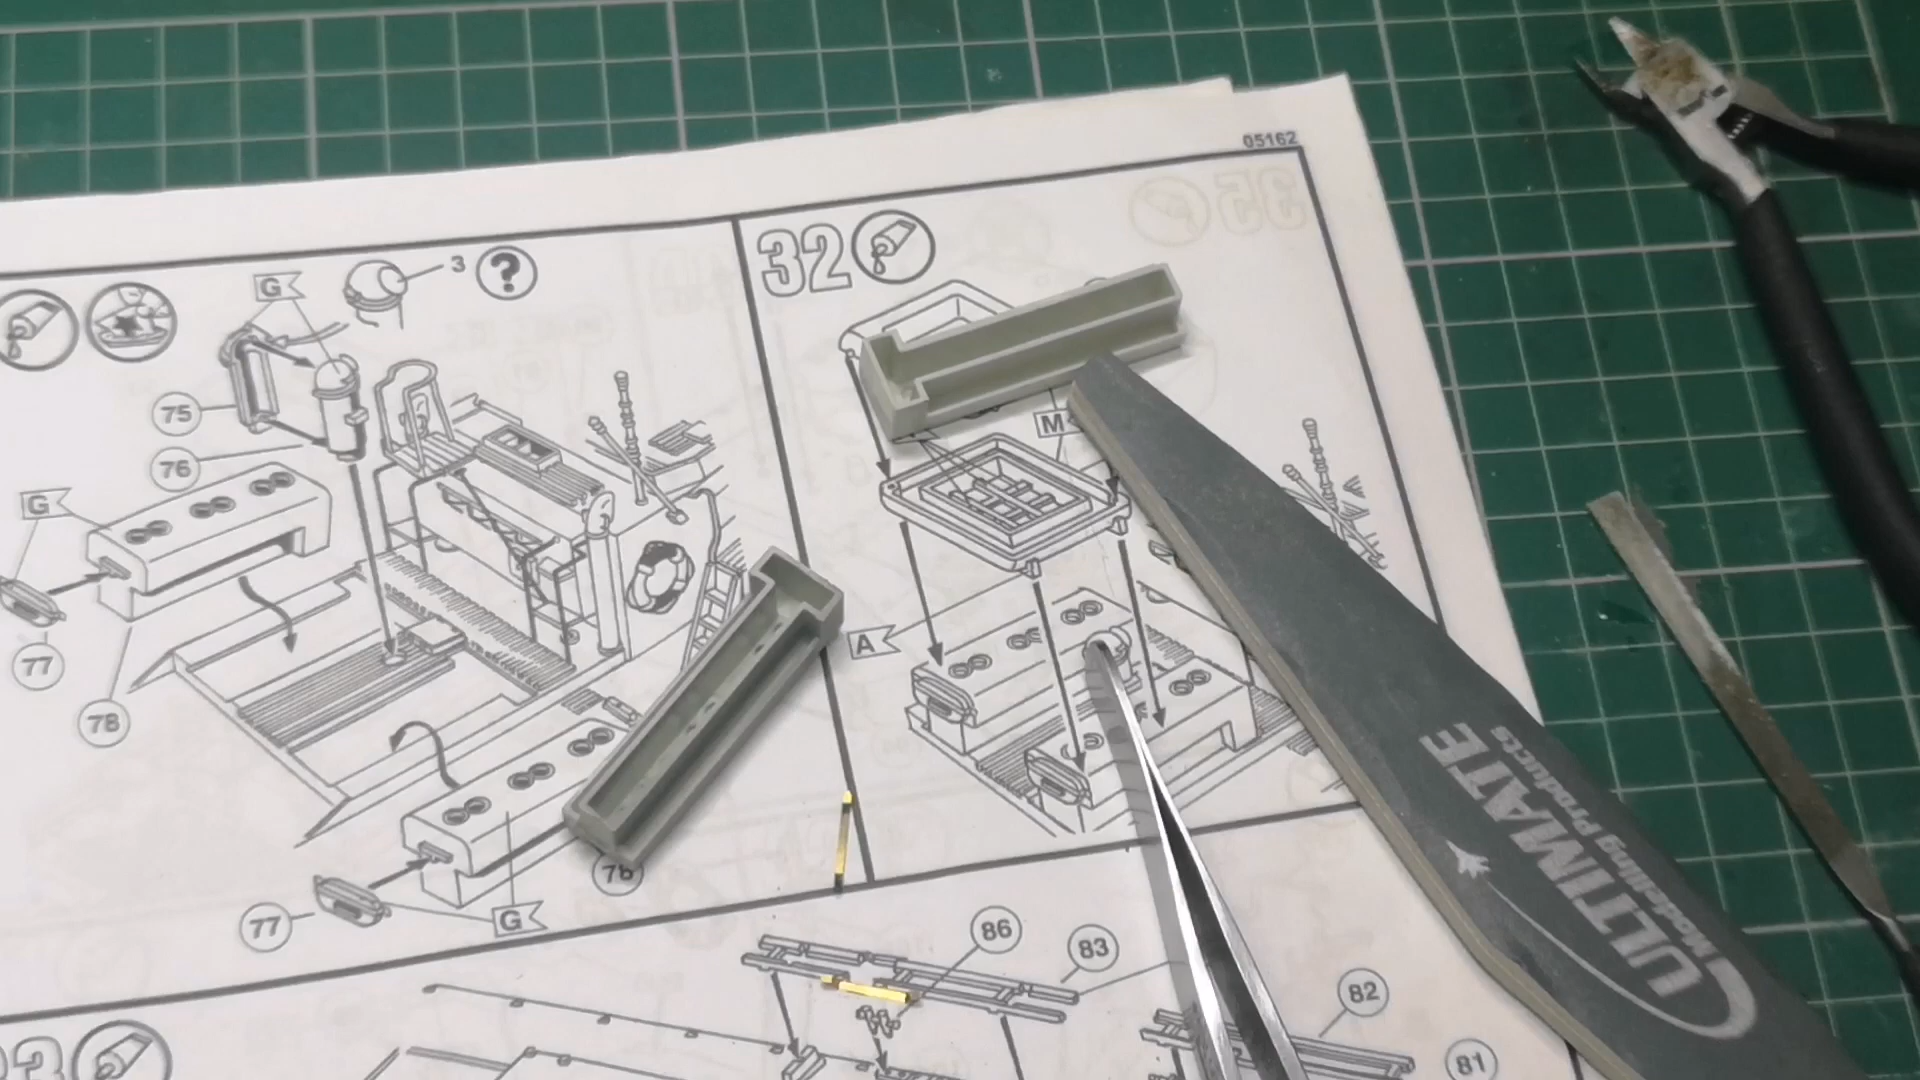 05162
32
G
3
?
75
76
G
77
78
M
A
77
G
78
86
83
82
81
ULTIMATE
Modelling Products